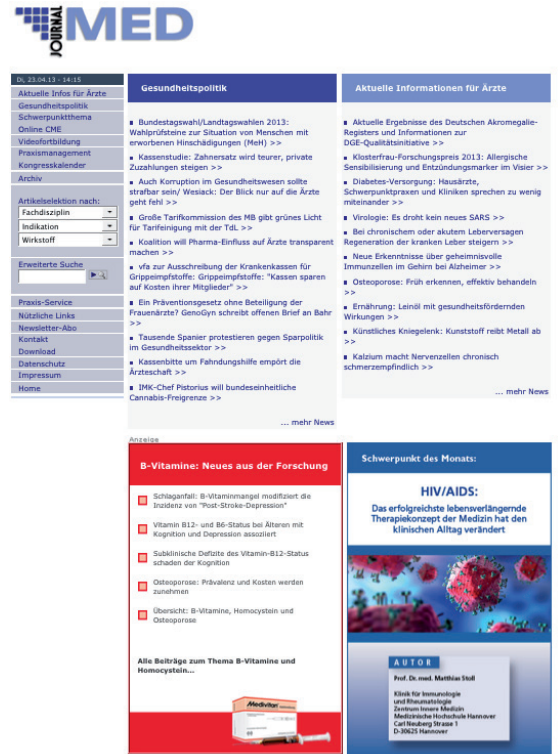 JOURNAL
MED
Di, 23.04.13 - 14:15
Aktuelle Infos für Ärzte
Gesundheitspolitik
Schwerpunktthema
Online CME
Videofortbildung
Praxismanagement
Kongresskalender
Archiv
Artikelselection nach:
Fachdisziplin
Indikation
Wirkstoff
Erweiterte Suche
Praxis-Service
Nützliche Links
Newsletter-Abo
Kontakt
Download
Datenschutz
Impressum
Home
Gesundheitspolitik
Bundestagswahl/Landtagswahlen 2013:
Wahlprüfsteine zur Situation von Menschen mit
erworbenen Hinschädigungen (MeH) >>
Kassenstudie: Zahnersatz wird teurer, private
Zuzahlungen steigen >>
Auch Korruption im Gesundheitswesen sollte
strafbar sein/ Wesiack: Der Blick nur auf die Ärzte
geht fehl >>
Große Tarifkommission des MB gibt grünes Licht
für Tarifeinigung mit der TdL >>
Koalition will Pharma-Einfluss auf Ärzte transparent
machen >>
vfa zur Ausschreibung der Krankenkassen für
Grippeimpfstoffe: Grippeimpfstoffe: "Kassen sparen
auf Kosten ihrer Mitglieder" >>
Ein Präventionsgesetz ohne Beteiligung der
Frauenärzte? GenoGyn schreibt offenen Brief an Bahr
>>
Tausende Spanier protestieren gegen Sparpolitik
im Gesundheitssektor >>
Kassenbitte um Fahndungshilfe empört die
Ärzteschaft >>
IMK-Chef Pistorius will bundeseinheitliche
Cannabis-Freigrenze >>
... mehr News
Aktuelle Informationen für Ärzte
Aktuelle Ergebnisse des Deutschen Akromegalie-
Registers und Informationen zur
DGE-Qualitätsinitiative >>
Klosterfrau-Forschungspreis 2013: Allergische
Sensibilisierung und Entzündungsmarker im Visier >>
Diabetes-Versorgung: Hausärzte,
Schwerpunktpraxen und Kliniken sprechen zu wenig
miteinander >>
Virologie: Es droht kein neues SARS >>
Bei chronischem oder akutem Leberversagen
Regeneration der kranken Leber steigern >>
Neue Erkenntnisse über geheimnisvolle
Immunzellen im Gehirn bei Alzheimer >>
Osteoporose: Früh erkennen, effektiv behandeln
>>
Ernährung: Leinöl mit gesundheitsfördernden
Wirkungen >>
Künstliches Kniegelenk: Kunststoff reibt Metall ab
>>
Kalzium macht Nervenzellen chronisch
schmerzempfindlich >>
... mehr News
Anzeige
B-Vitamine: Neues aus der Forschung
Schlaganfall: B-Vitaminmangel modifiziert die
Inzidenz von "Post-Stroke-Depression"
Vitamin B12- und B6-Status bei Älteren mit
Kognition und Depression assoziiert
Subklinische Defizite des Vitamin-B12-Status
schaden der Kognition
Osteoporose: Prävalenz und Kosten werden
zunehmen
Übersicht: B-Vitamine, Homocystein und
Osteoporose
Alle Beiträge zum Thema B-Vitamine und
Homocystein...
Medivitan
Schwerpunkt des Monats:
HIV/AIDS:
Das erfolgreichste lebensverlängernde
Therapiekonzept der Medizin hat den
klinischen Alltag verändert
AUTOR
Prof. Dr. med. Matthias Stoll
Klinik für Immunologie
und Rheumatologie
Zentrum Innere Medizin
Medizinische Hochschule Hannover
Carl Neuberg Strasse 1
D-30625 Hannover